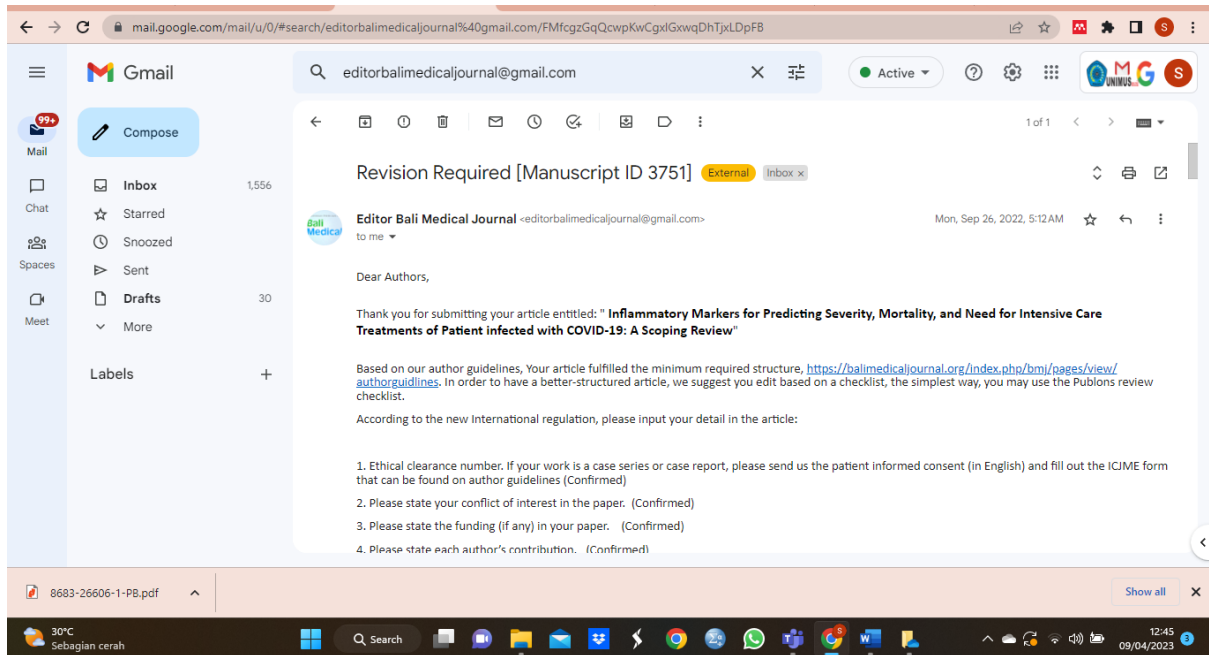 mail.google.com/mail/u/0/#search/editorbalimedicaljournal%40gmail.com/FMfcgzGqQcwpKwCgxlGxwqDhTjxLDpFB
S
Gmail
editorbalimedicaljournal@gmail.com
Active
UNIMUS
S
99+
Mail
Compose
1 of 1
Chat
Spaces
Meet
Inbox 1,556
Starred
Snoozed
Sent
Drafts 30
More
Labels
Revision Required [Manuscript ID 3751] External Inbox x
Bali Medical
Editor Bali Medical Journal <editorbalimedicaljournal@gmail.com> Mon, Sep 26, 2022, 5:12 AM
to me
Dear Authors,
Thank you for submitting your article entitled: " Inflammatory Markers for Predicting Severity, Mortality, and Need for Intensive Care
Treatments of Patient infected with COVID-19: A Scoping Review"
Based on our author guidelines, Your article fulfilled the minimum required structure, https://balimedicaljournal.org/index.php/bmj/pages/view/
authorguidlines. In order to have a better-structured article, we suggest you edit based on a checklist, the simplest way, you may use the Publons review
checklist.
According to the new International regulation, please input your detail in the article:
1. Ethical clearance number. If your work is a case series or case report, please send us the patient informed consent (in English) and fill out the ICJME form
that can be found on author guidelines (Confirmed)
2. Please state your conflict of interest in the paper. (Confirmed)
3. Please state the funding (if any) in your paper. (Confirmed)
4. Please state each author's contribution. (Confirmed)
8683-26606-1-PB.pdf
Show all
30°C
Sebagian cerah
Search
12:45
09/04/2023
3